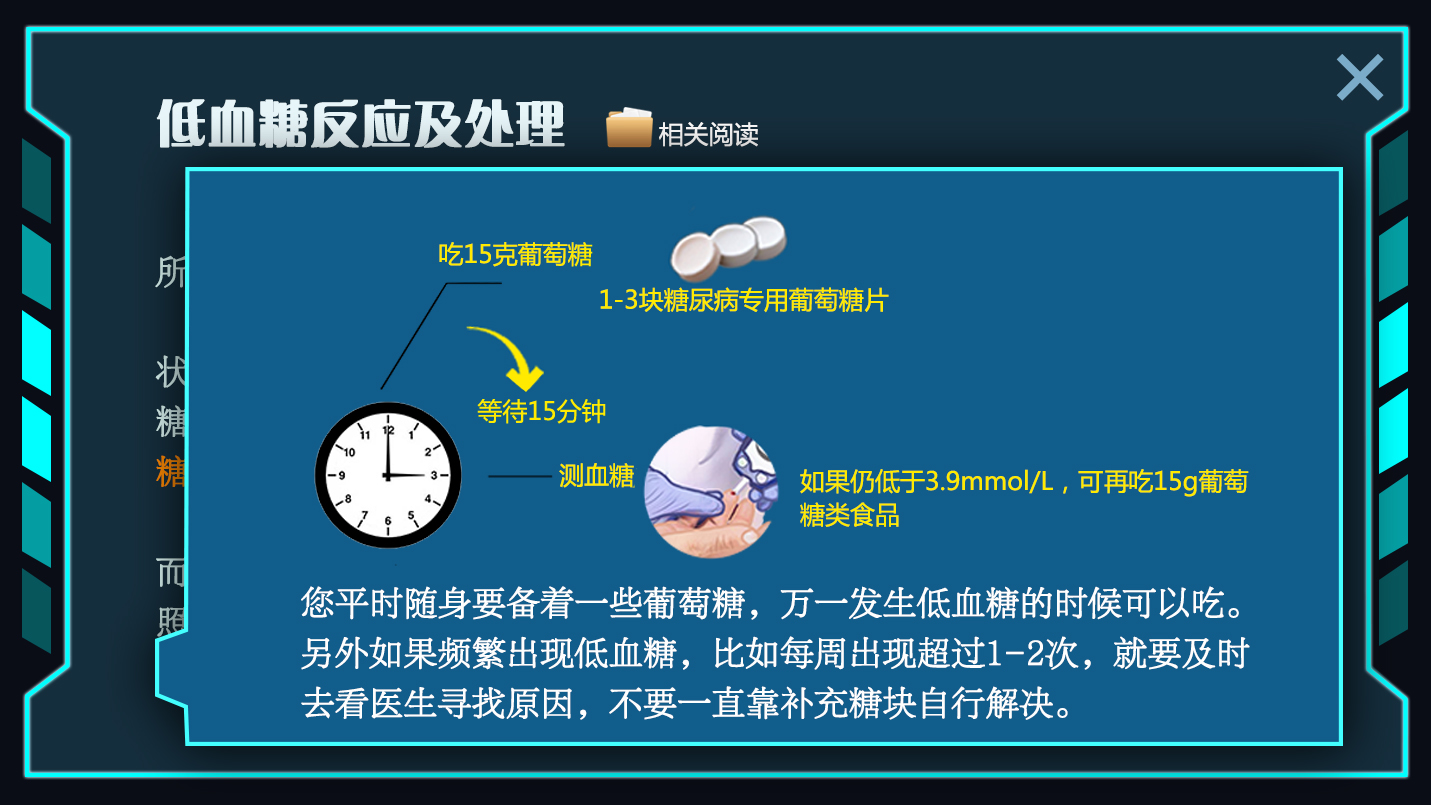 低血糖反应及处理
相关阅读
吃15克葡萄糖
1-3块糖尿病专用葡萄糖片
等待15分钟
测血糖
如果仍低于3.9mmol/L，可再吃15g葡萄
糖类食品
12
11
1
10
2
9
3
8
4
7
5
6
所
状
糖
糖
而
照
您平时随身要备着一些葡萄糖，万一发生低血糖的时候可以吃。
另外如果频繁出现低血糖，比如每周出现超过1-2次，就要及时
去看医生寻找原因，不要一直靠补充糖块自行解决。